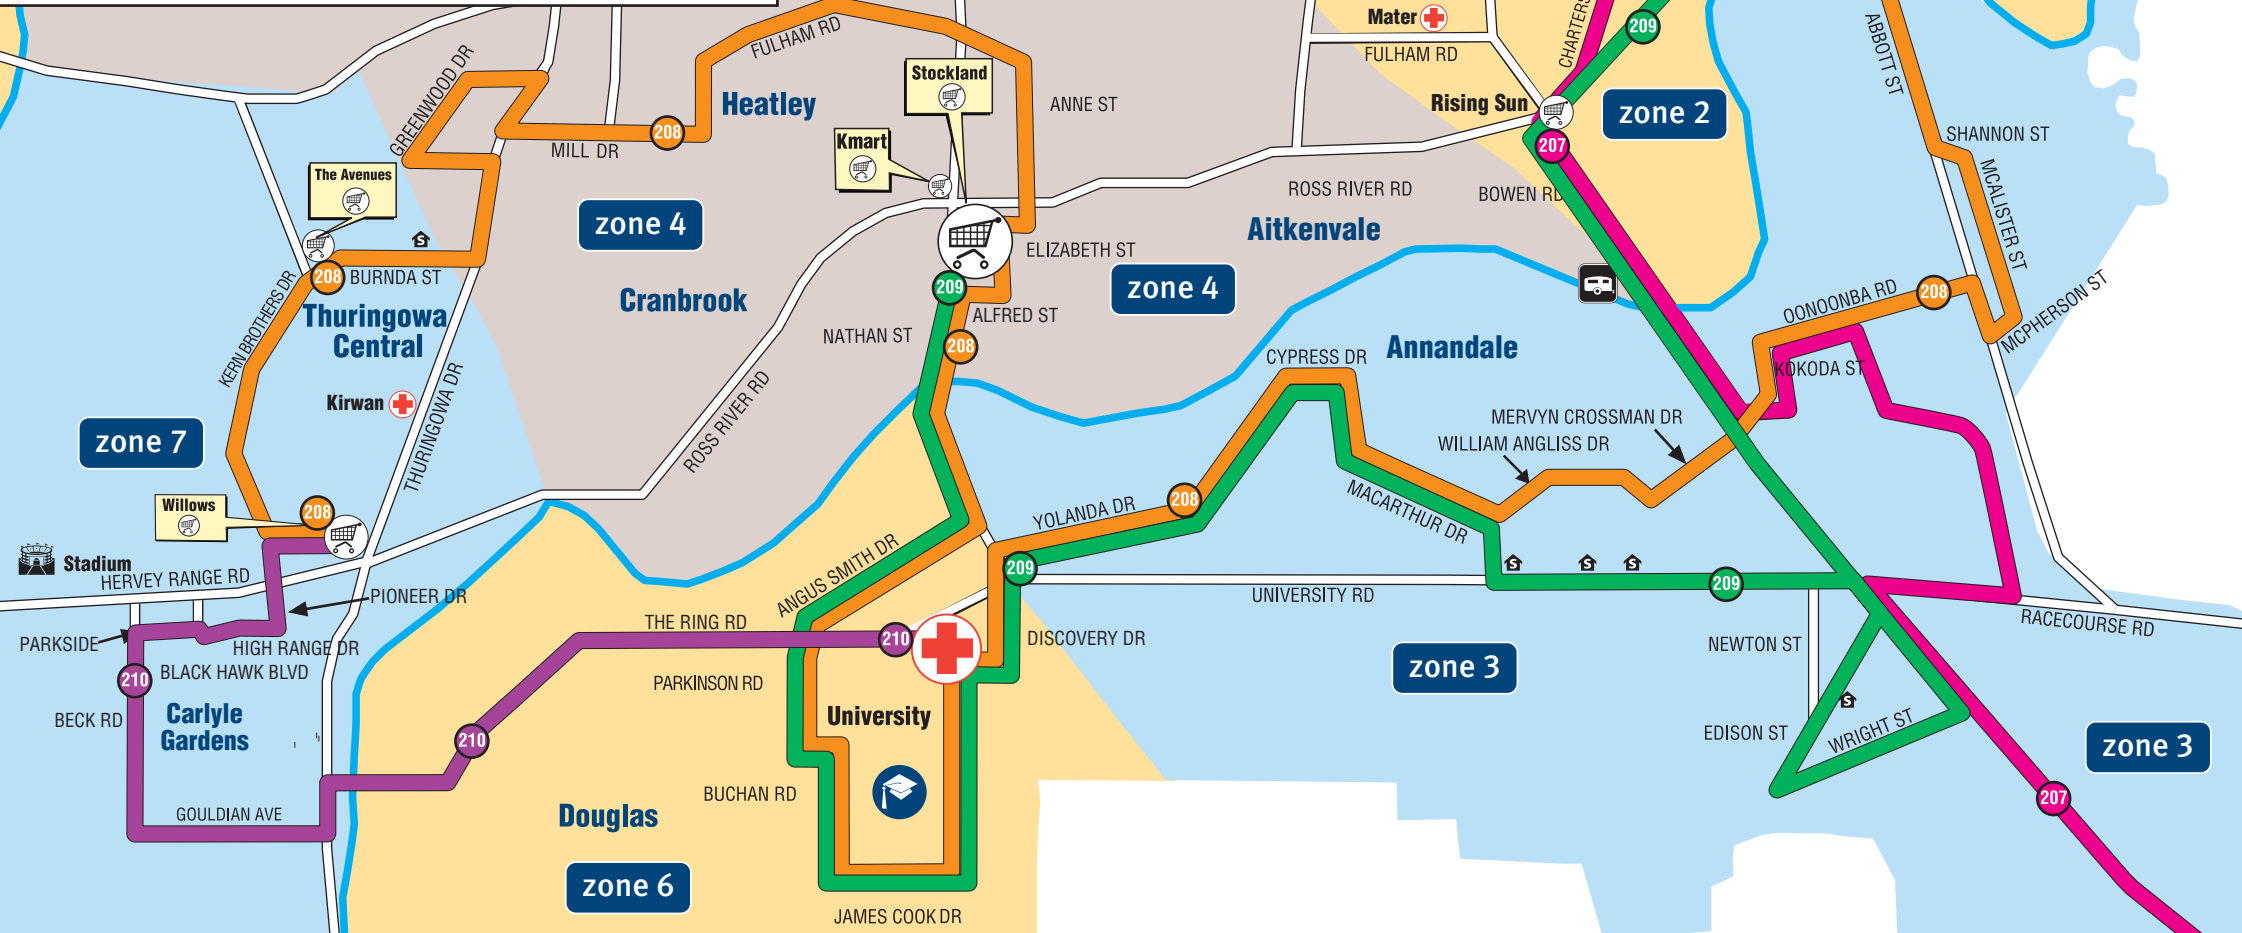 Mater
FULHAM RD
CHARTERS
209
ABBOTT ST
FULHAM RD
GREENWOOD DR
Heatley
Stockland
ANNE ST
Rising Sun
zone 2
208
MILL DR
Kmart
207
SHANNON ST
The Avenues
zone 4
ROSS RIVER RD
BOWEN RD
MCALISTER ST
Aitkenvale
ELIZABETH ST
208
BURNDA ST
KERN BROTHERS DR
Thuringowa
Central
Cranbrook
209
zone 4
ALFRED ST
NATHAN ST
208
OONOONBA RD
208
MCPHERSON ST
CYPRESS DR
Annandale
KOKODA ST
Kirwan
THURINGOWA DR
ROSS RIVER RD
zone 7
MERVYN CROSSMAN DR
WILLIAM ANGLISS DR
Willows
208
YOLANDA DR
208
MACARTHUR DR
Stadium
HERVEY RANGE RD
PIONEER DR
ANGUS SMITH DR
209
UNIVERSITY RD
209
THE RING RD
210
DISCOVERY DR
PARKSIDE
HIGH RANGE DR
RACECOURSE RD
NEWTON ST
210
BLACK HAWK BLVD
PARKINSON RD
zone 3
BECK RD
Carlyle
Gardens
210
University
EDISON ST
WRIGHT ST
zone 3
BUCHAN RD
207
GOULDIAN AVE
Douglas
zone 6
JAMES COOK DR